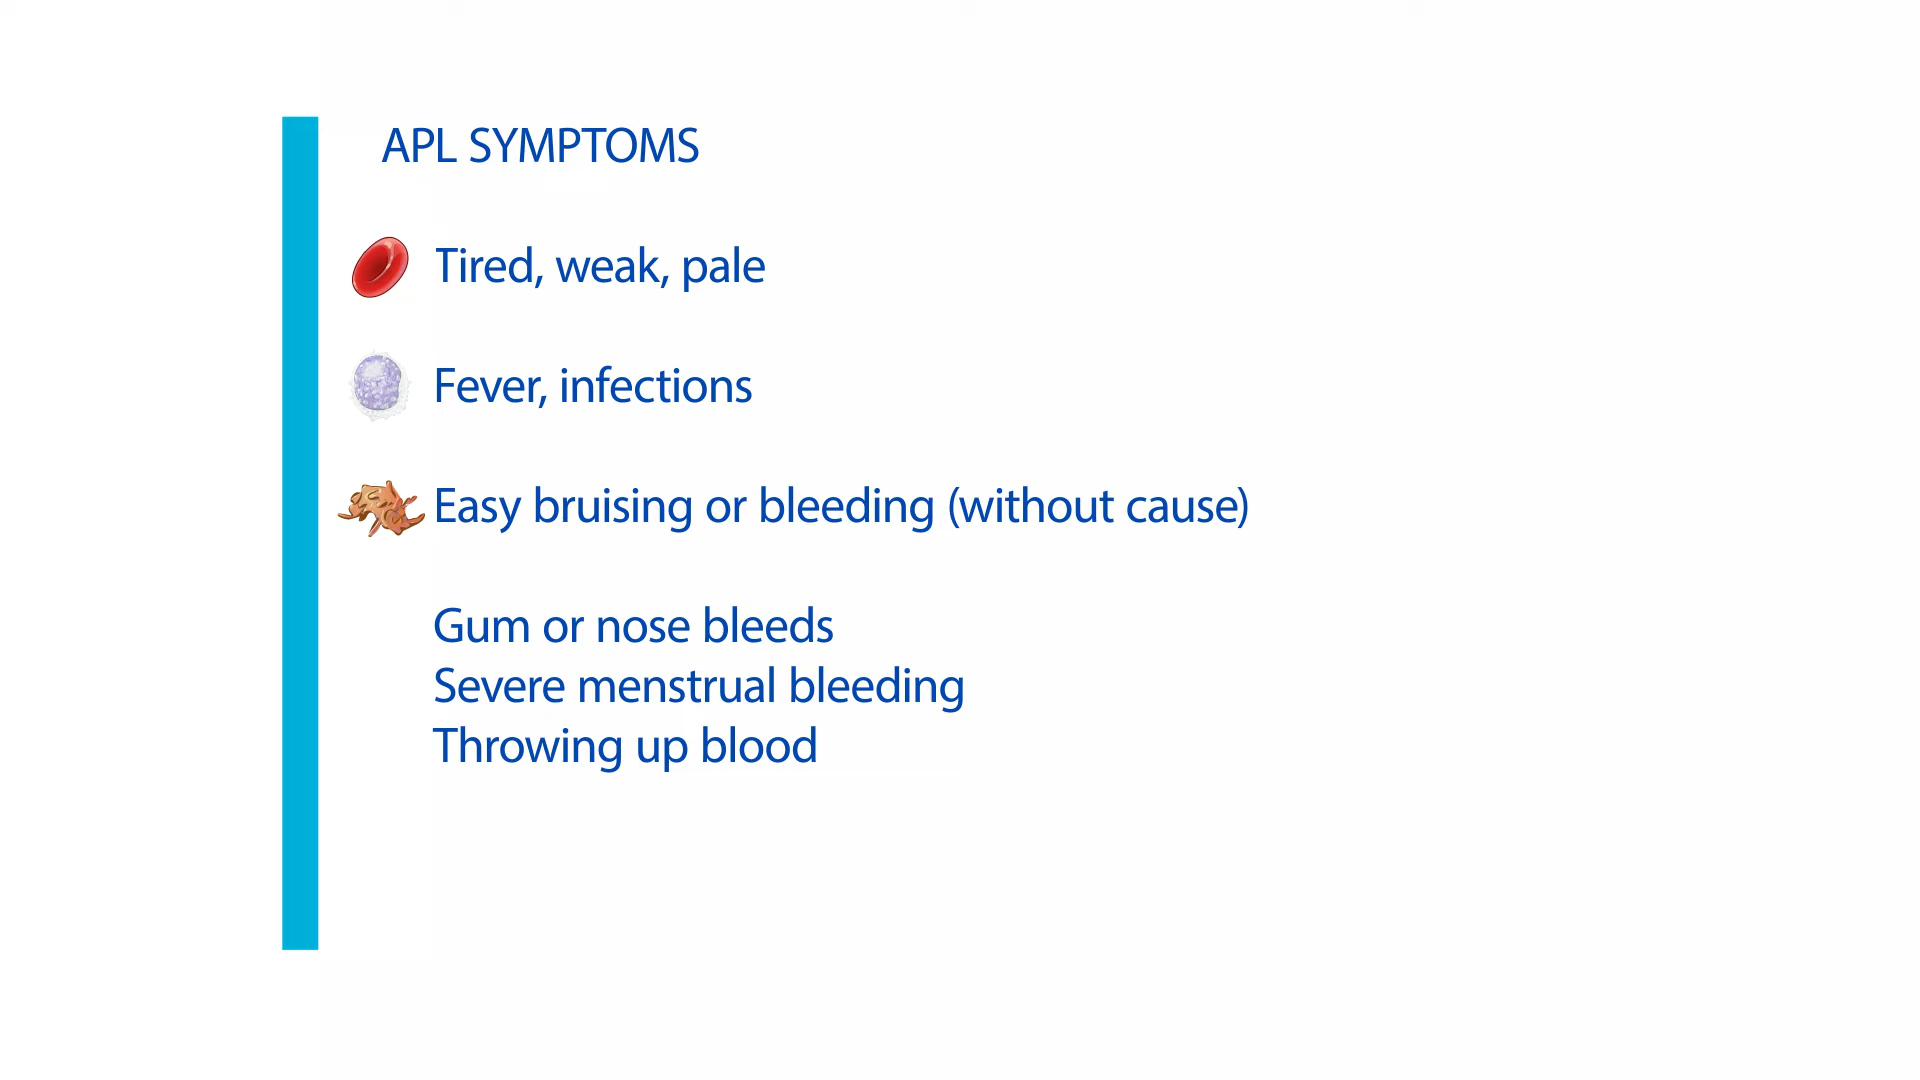 APL SYMPTOMS
Tired, weak, pale
Fever, infections
Easy bruising or bleeding (without cause)
Gum or nose bleeds
Severe menstrual bleeding
Throwing up blood